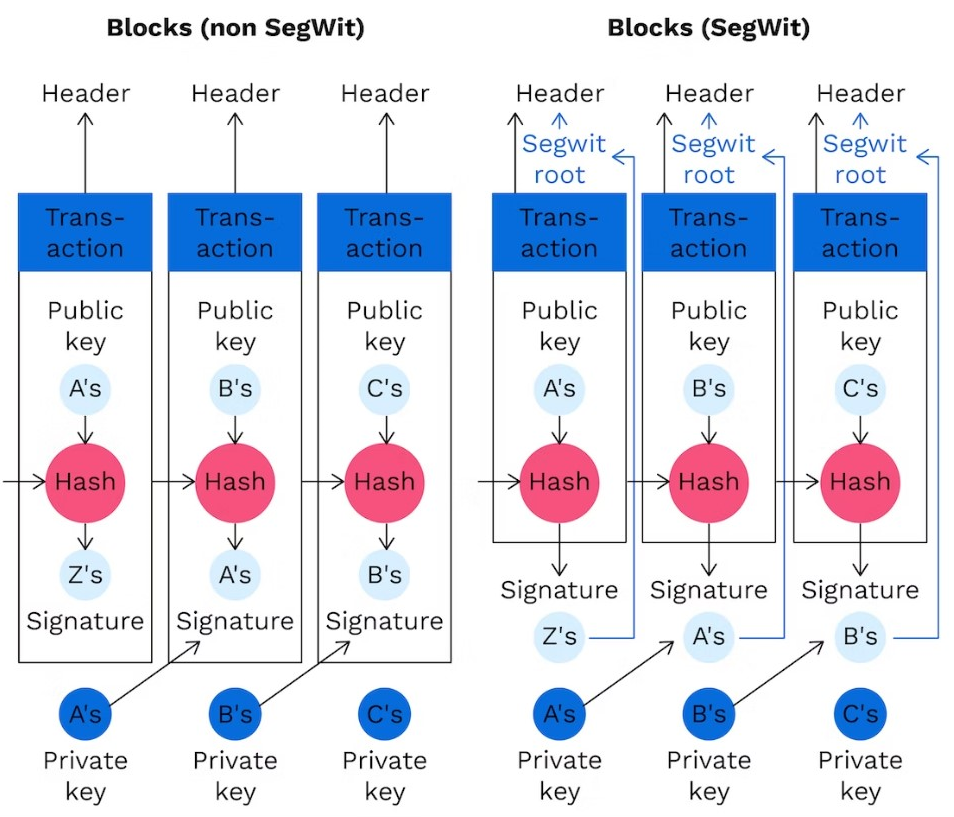 Blocks (non SegWit)
Header
Header
Header
Trans-
action
Trans-
action
Trans-
action
Public
key
Public
key
Public
key
A's
B's
C's
Hash
Hash
Hash
Z's
A's
B's
Signature
Signature
Signature
A's
B's
C's
Private
key
Private
key
Private
key
Blocks (SegWit)
Header
Header
Header
Segwit
root
Segwit
root
Segwit
root
Trans-
action
Trans-
action
Trans-
action
Public
key
Public
key
Public
key
A's
B's
C's
Hash
Hash
Hash
Signature
Signature
Signature
Z's
A's
B's
A's
B's
C's
Private
key
Private
key
Private
key